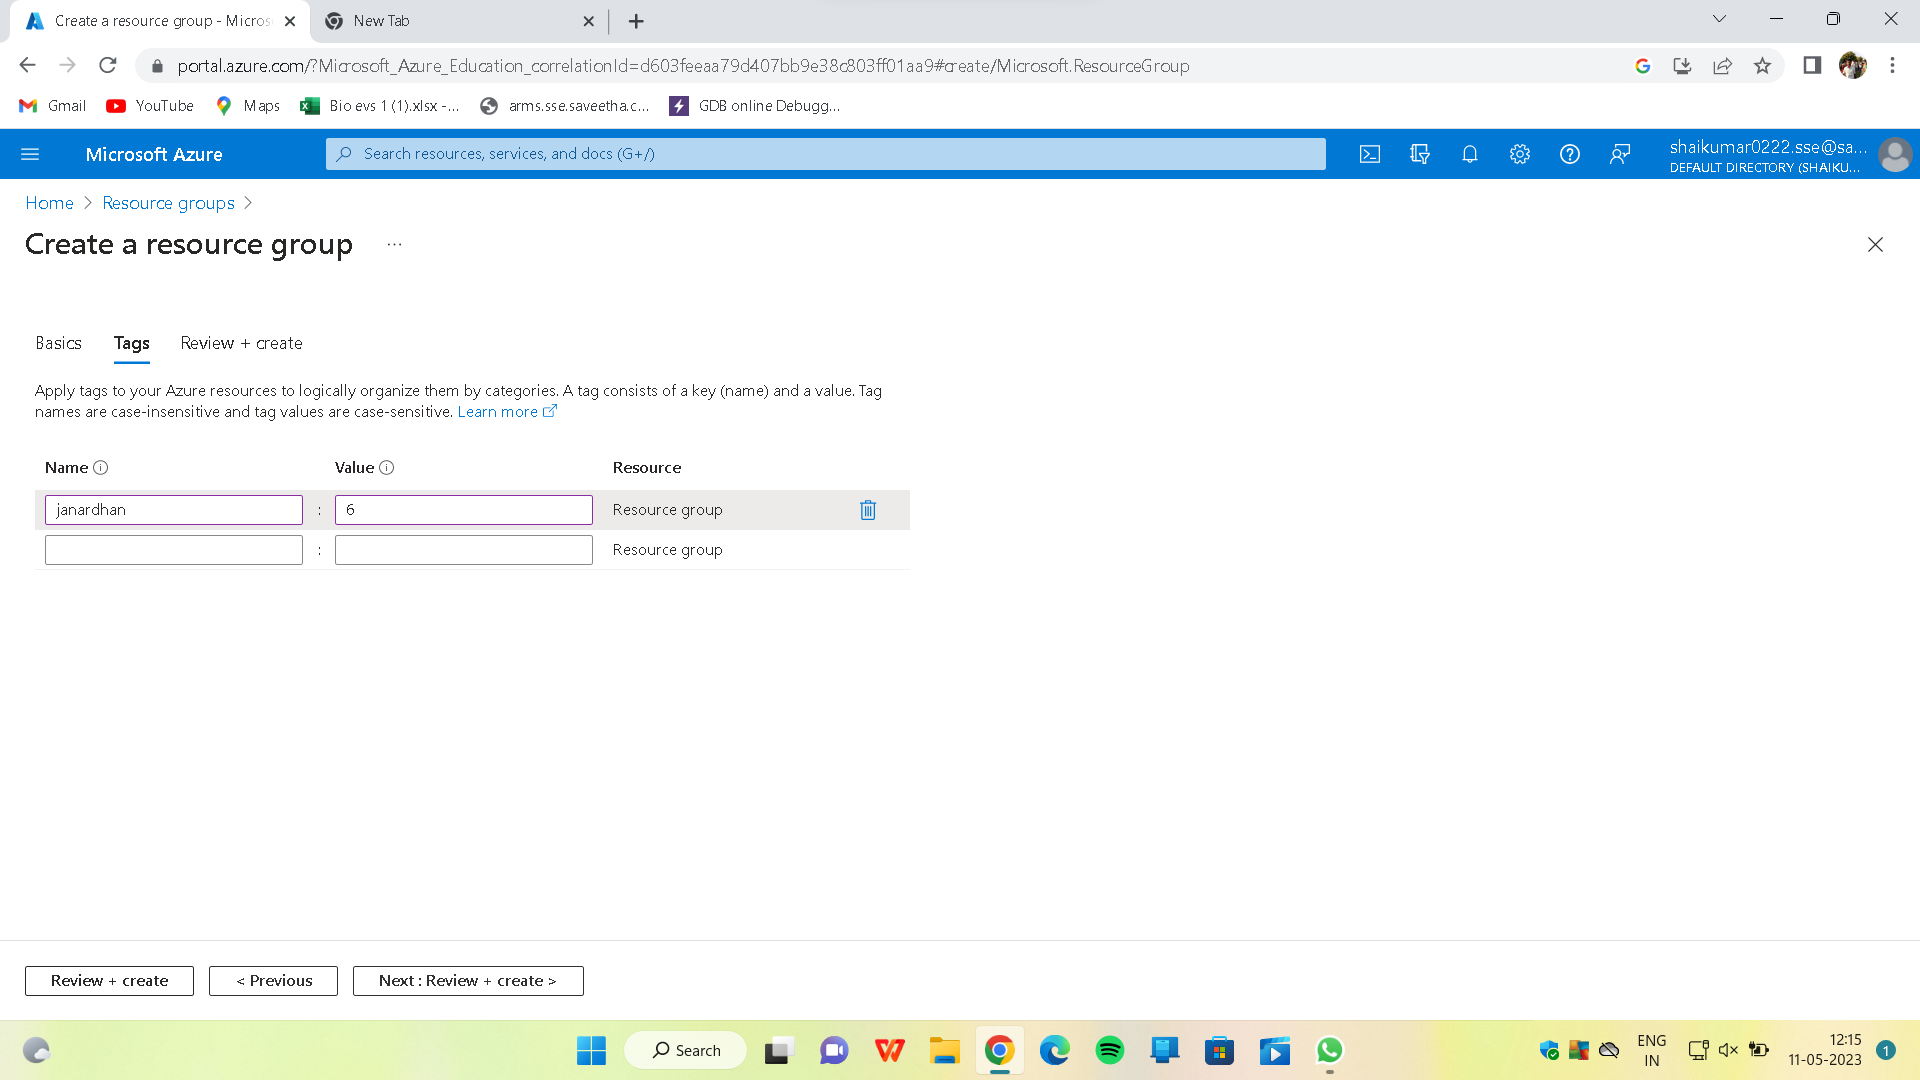 Create a resource group - Micros
New Tab
portal.azure.com/?Microsoft_Azure_Education_correlationId=d603feeaa79d407bb9e38c803ff01aa9#create/Microsoft.ResourceGroup
Gmail
YouTube
Maps
Bio evs 1 (1).xlsx -...
arms.sse.saveetha.c...
GDB online Debugg...
Microsoft Azure
Search resources, services, and docs (G+/)
shaikumar0222.sse@sa...
DEFAULT DIRECTORY (SHAIKU...
Home > Resource groups >
Create a resource group ...
Basics
Tags
Review + create
Apply tags to your Azure resources to logically organize them by categories. A tag consists of a key (name) and a value. Tag
names are case-insensitive and tag values are case-sensitive. Learn more
Name
Value
Resource
janardhan : 6 Resource group
: Resource group
Review + create
< Previous
Next : Review + create >
Search
ENG
IN
12:15
11-05-2023
1